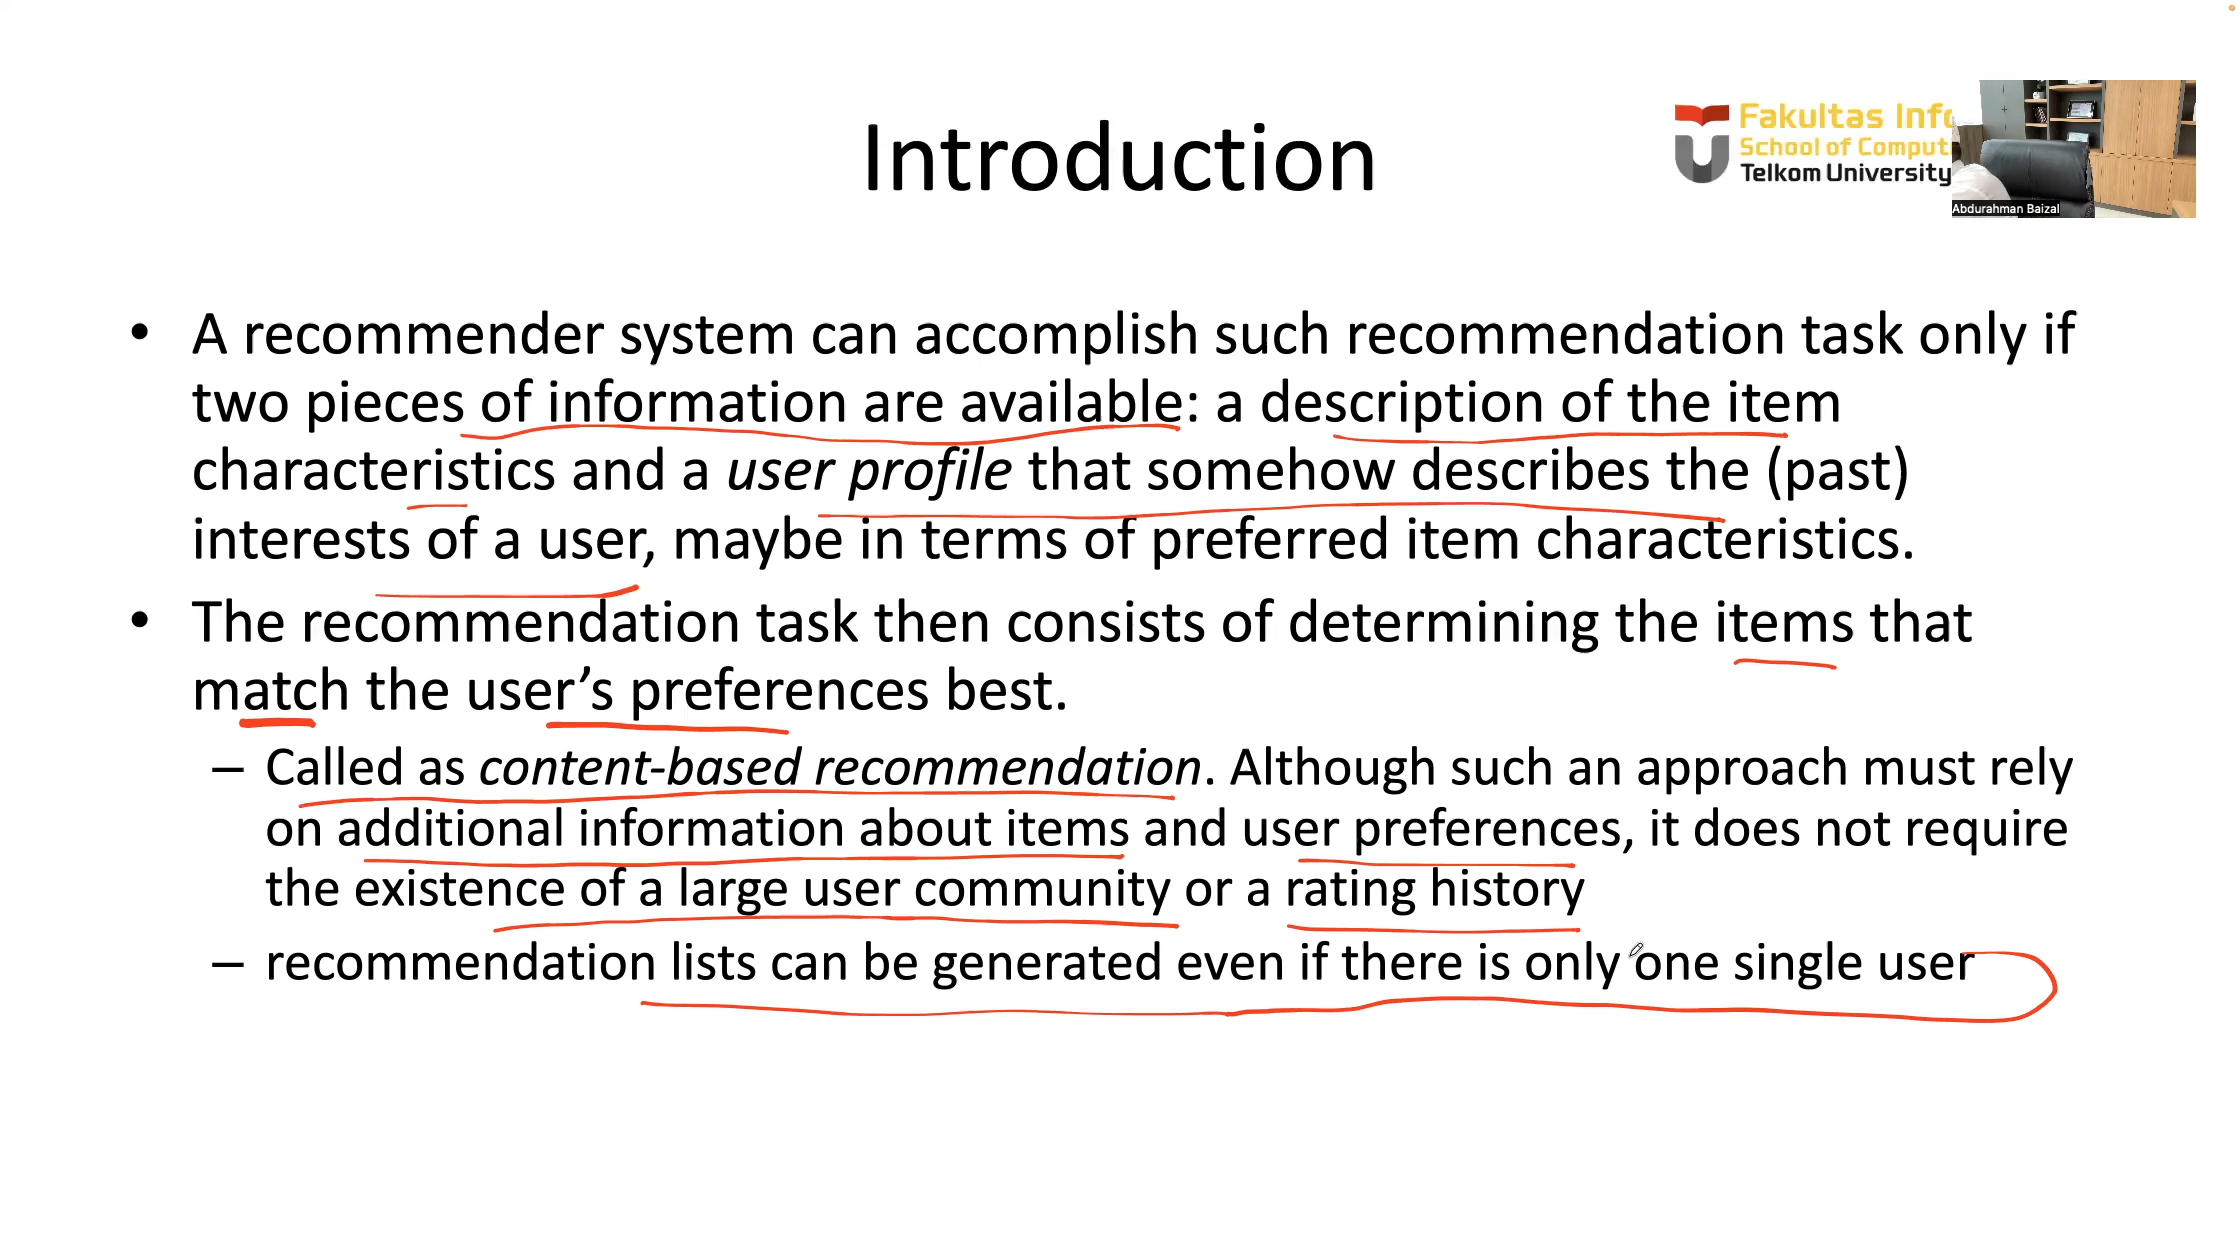 Introduction
Fakultas Info
School of Comput
Telkom University
Abdurahman Baizal
• A recommender system can accomplish such recommendation task only if
two pieces of information are available: a description of the item
characteristics and a user profile that somehow describes the (past)
interests of a user, maybe in terms of preferred item characteristics.
• The recommendation task then consists of determining the items that
match the user’s preferences best.
– Called as content-based recommendation. Although such an approach must rely
on additional information about items and user preferences, it does not require
the existence of a large user community or a rating history
– recommendation lists can be generated even if there is only one single user